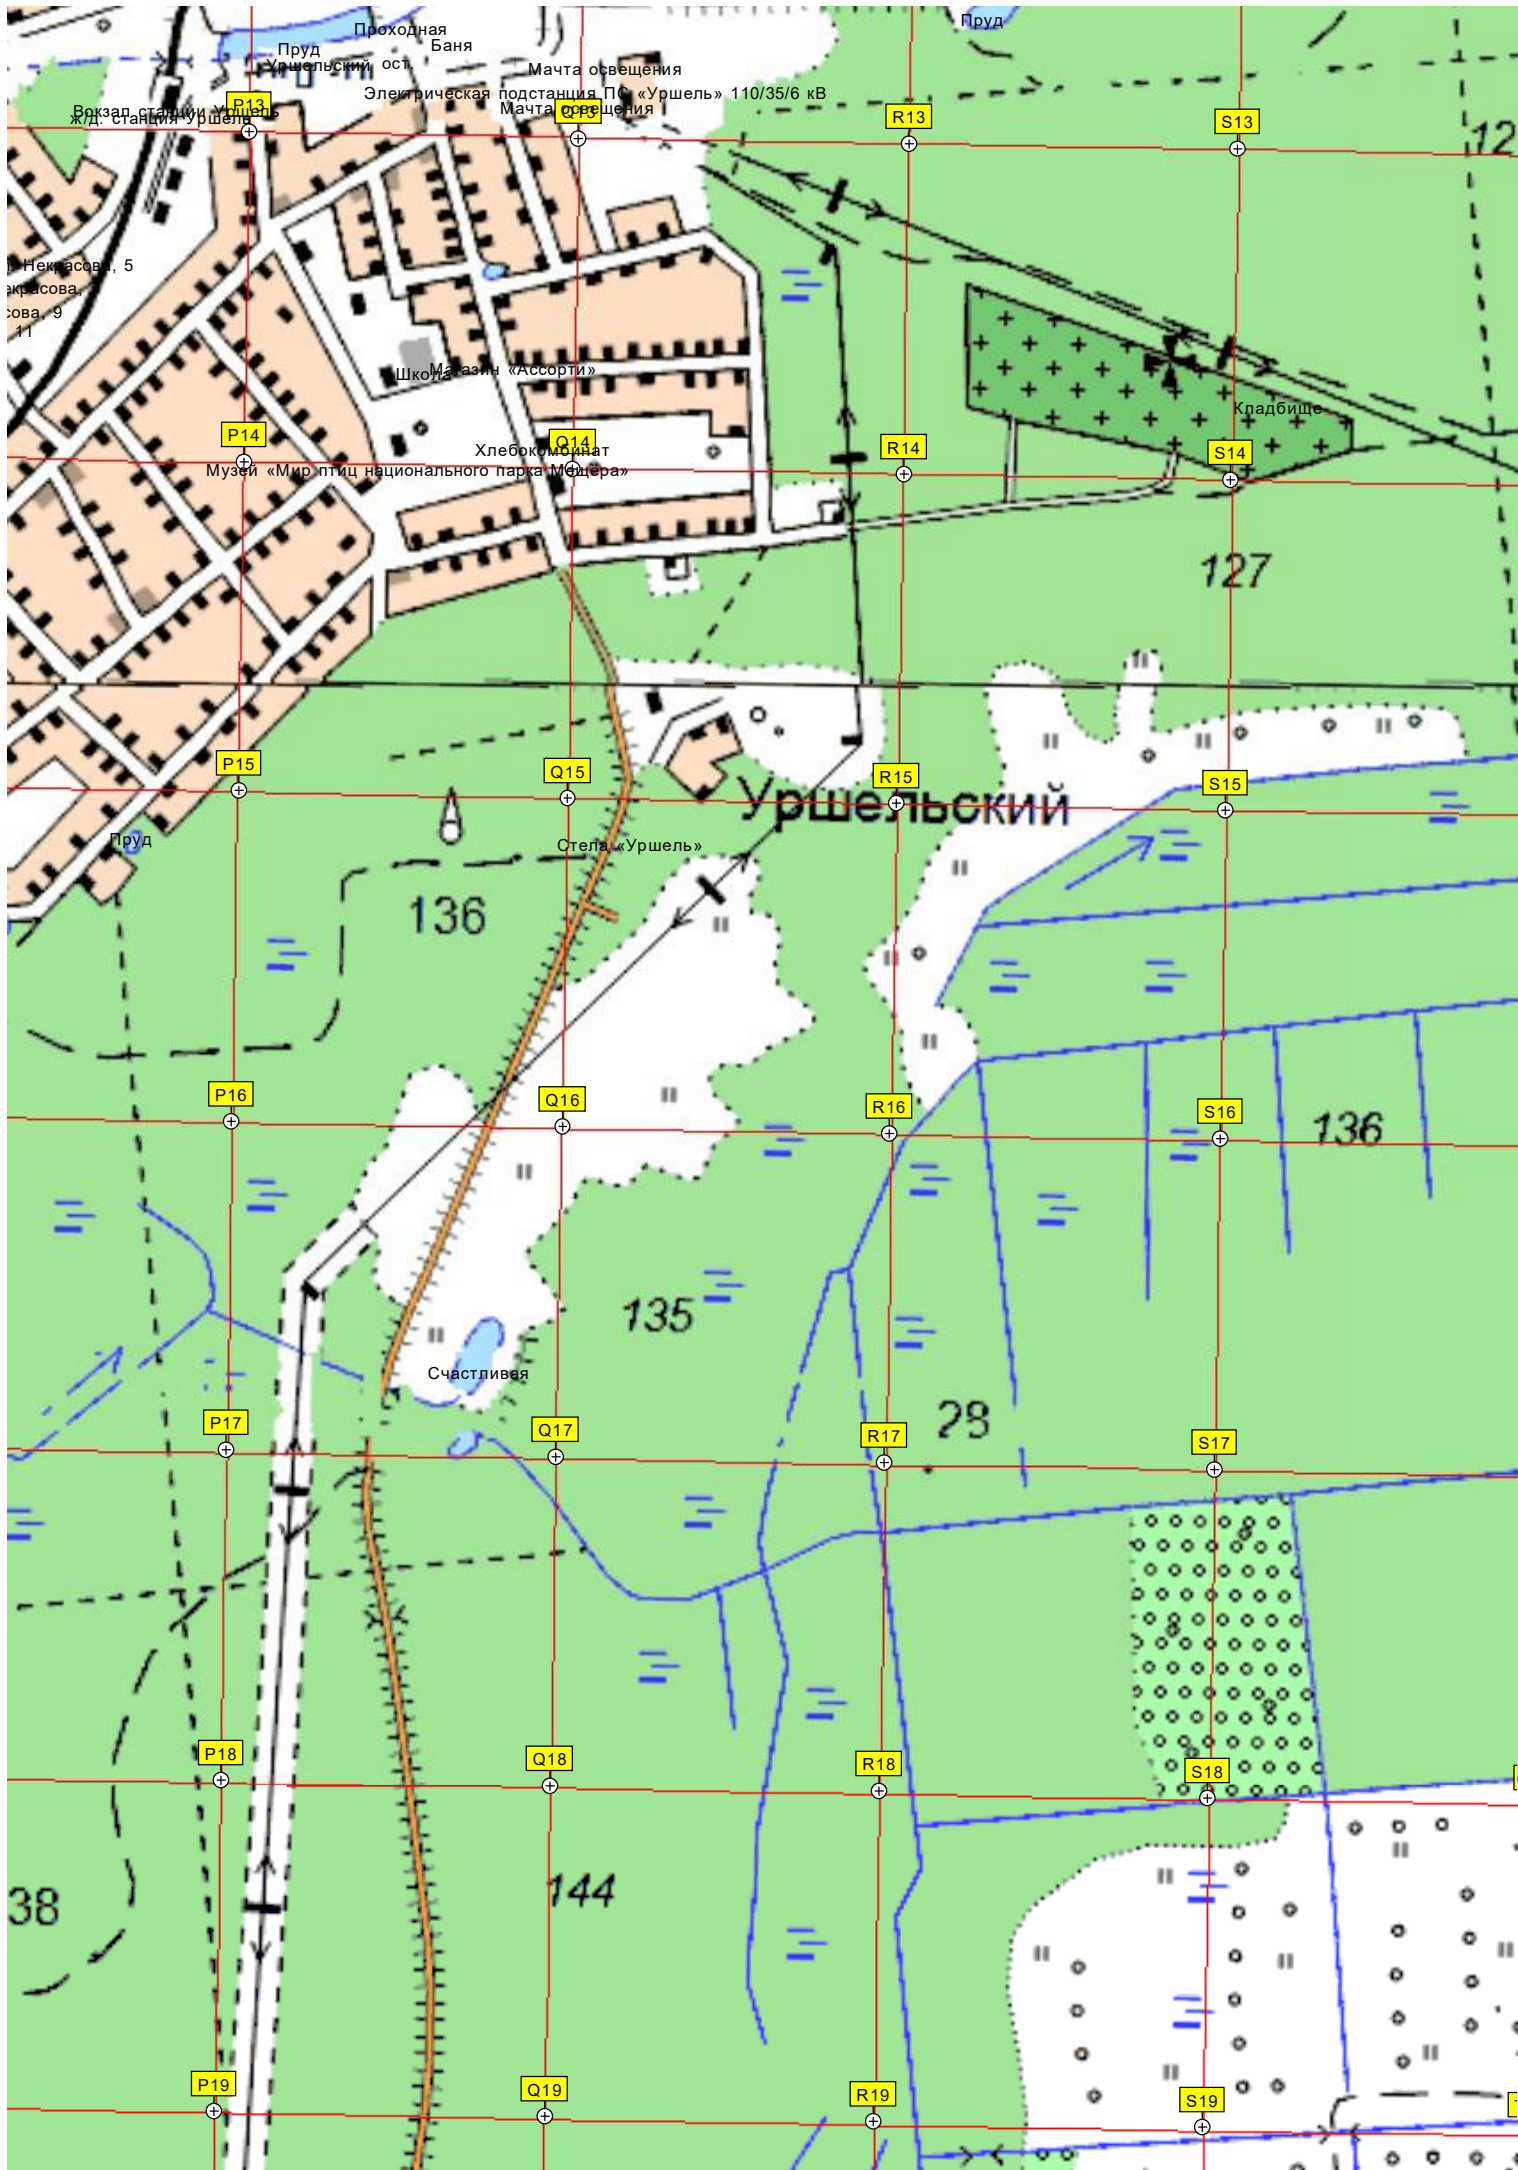 Проходная
Пруд
Пруд
Баня
Уршельский ост.
Мачта освещения
Электрическая подстанция ПС «Уршель» 110/35/6 кВ
Мачта освещения
Вокзал станции Уршель
ж/д. станция Уршель
P13
Q13
R13
S13
12
Некрасова, 5
екрасова,
сова, 9
11
Школа
Магазин «Ассорти»
Кладбище
P14
Q14
R14
S14
Хлебокомбинат
Музей «Мир птиц национального парка Мещёра»
127
P15
Q15
R15
S15
Уршельский
Пруд
Стела «Уршель»
136
P16
Q16
R16
S16
136
135
Счастливая
28
P17
Q17
R17
S17
P18
Q18
R18
S18
144
38
P19
Q19
R19
S19